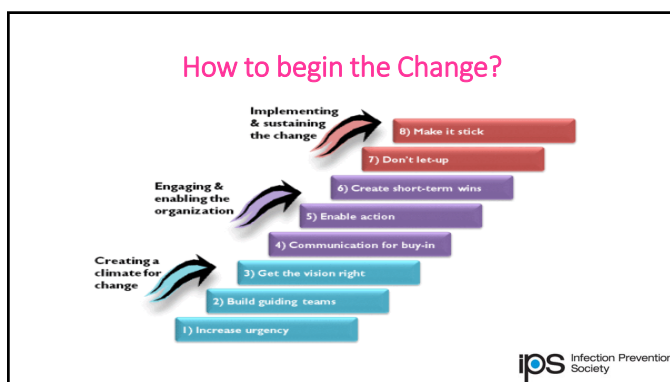 How to begin the Change?
Implementing
& sustaining
the change
8) Make it stick
7) Don't let-up
6) Create short-term wins
Engaging &
enabling the
organization
5) Enable action
4) Communication for buy-in
Creating a
climate for
change
3) Get the vision right
2) Build guiding teams
1) Increase urgency
ips
Infection Prevention
Society